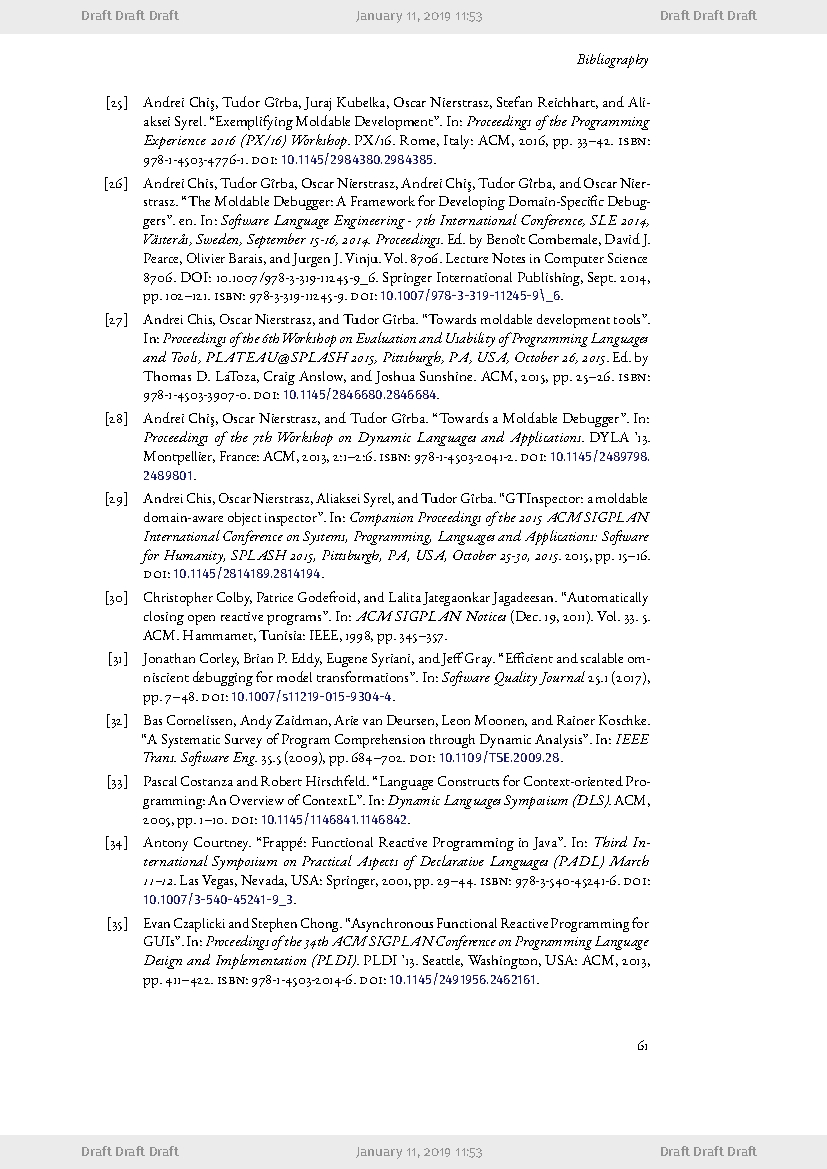 Draft Draft Draft January 11, 2019 11:53 Draft Draft Draft
Bibliography
[25] Andrei Chiş, Tudor Gîrba, Juraj Kubelka, Oscar Nierstrasz, Stefan Reichhart, and Ali-
aksei Syrel. “Exemplifying Moldable Development”. In: Proceedings of the Programming
Experience 2016 (PX/16) Workshop. PX/16. Rome, Italy: ACM, 2016, pp. 33–42. ISBN:
978-1-4503-4776-1. DOI: 10.1145/2984380.2984385.
[26] Andrei Chis, Tudor Gîrba, Oscar Nierstrasz, Andrei Chiş, Tudor Gîrba, and Oscar Nier-
strasz. “The Moldable Debugger: A Framework for Developing Domain-Specific Debug-
gers”. en. In: Software Language Engineering - 7th International Conference, SLE 2014,
Västerås, Sweden, September 15-16, 2014. Proceedings. Ed. by Benoît Combemale, David J.
Pearce, Olivier Barais, and Jurgen J. Vinju. Vol. 8706. Lecture Notes in Computer Science
8706. DOI: 10.1007/978-3-319-11245-9_6. Springer International Publishing, Sept. 2014,
pp. 102–121. ISBN: 978-3-319-11245-9. DOI: 10.1007/978-3-319-11245-9\_6.
[27] Andrei Chis, Oscar Nierstrasz, and Tudor Gîrba. “Towards moldable development tools”.
In: Proceedings of the 6th Workshop on Evaluation and Usability of Programming Languages
and Tools, PLATEAU@SPLASH 2015, Pittsburgh, PA, USA, October 26, 2015. Ed. by
Thomas D. LaToza, Craig Anslow, and Joshua Sunshine. ACM, 2015, pp. 25–26. ISBN:
978-1-4503-3907-0. DOI: 10.1145/2846680.2846684.
[28] Andrei Chiş, Oscar Nierstrasz, and Tudor Gîrba. “Towards a Moldable Debugger”. In:
Proceedings of the 7th Workshop on Dynamic Languages and Applications. DYLA ’13.
Montpellier, France: ACM, 2013, 2:1–2:6. ISBN: 978-1-4503-2041-2. DOI: 10.1145/2489798.
2489801.
[29] Andrei Chis, Oscar Nierstrasz, Aliaksei Syrel, and Tudor Gîrba. “GTInspector: a moldable
domain-aware object inspector”. In: Companion Proceedings of the 2015 ACM SIGPLAN
International Conference on Systems, Programming, Languages and Applications: Software
for Humanity, SPLASH 2015, Pittsburgh, PA, USA, October 25-30, 2015. 2015, pp. 15–16.
DOI: 10.1145/2814189.2814194.
[30] Christopher Colby, Patrice Godefroid, and Lalita Jategaonkar Jagadeesan. “Automatically
closing open reactive programs”. In: ACM SIGPLAN Notices (Dec. 19, 2011). Vol. 33. 5.
ACM. Hammamet, Tunisia: IEEE, 1998, pp. 345–357.
[31] Jonathan Corley, Brian P. Eddy, Eugene Syriani, and Jeff Gray. “Efficient and scalable om-
niscient debugging for model transformations”. In: Software Quality Journal 25.1 (2017),
pp. 7–48. DOI: 10.1007/s11219-015-9304-4.
[32] Bas Cornelissen, Andy Zaidman, Arie van Deursen, Leon Moonen, and Rainer Koschke.
“A Systematic Survey of Program Comprehension through Dynamic Analysis”. In: IEEE
Trans. Software Eng. 35.5 (2009), pp. 684–702. DOI: 10.1109/TSE.2009.28.
[33] Pascal Costanza and Robert Hirschfeld. “Language Constructs for Context-oriented Pro-
gramming: An Overview of ContextL”. In: Dynamic Languages Symposium (DLS). ACM,
2005, pp. 1–10. DOI: 10.1145/1146841.1146842.
[34] Antony Courtney. “Frappé: Functional Reactive Programming in Java”. In: Third In-
ternational Symposium on Practical Aspects of Declarative Languages (PADL) March
11–12. Las Vegas, Nevada, USA: Springer, 2001, pp. 29–44. ISBN: 978-3-540-45241-6. DOI:
10.1007/3-540-45241-9_3.
[35] Evan Czaplicki and Stephen Chong. “Asynchronous Functional Reactive Programming for
GUIs”. In: Proceedings of the 34th ACM SIGPLAN Conference on Programming Language
Design and Implementation (PLDI). PLDI ’13. Seattle, Washington, USA: ACM, 2013,
pp. 411–422. ISBN: 978-1-4503-2014-6. DOI: 10.1145/2491956.2462161.
61
Draft Draft Draft January 11, 2019 11:53 Draft Draft Draft